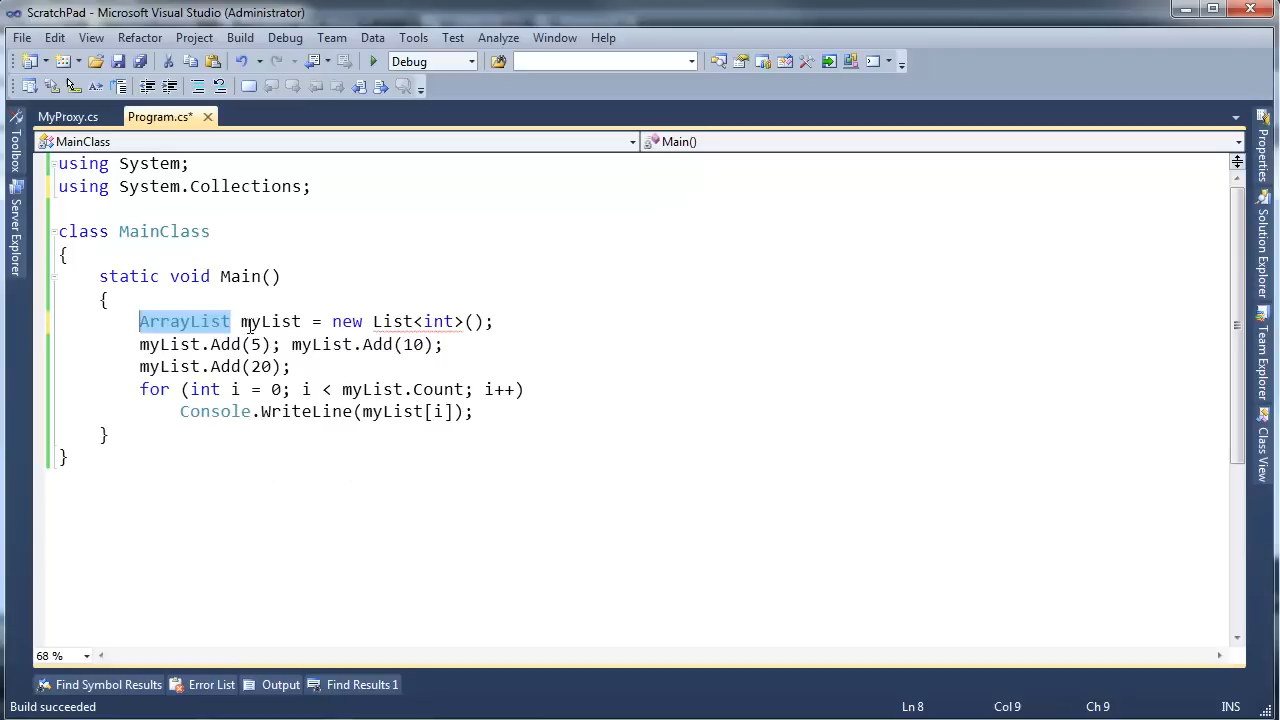 ScratchPad - Microsoft Visual Studio (Administrator)
File Edit View Refactor Project Build Debug Team Data Tools Test Analyze Window Help
Debug
MyProxy.cs Program.cs*
MainClass Main()
using System;
using System.Collections;
class MainClass
{
static void Main()
{
ArrayList myList = new List<int>();
myList.Add(5); myList.Add(10);
myList.Add(20);
for (int i = 0; i < myList.Count; i++)
Console.WriteLine(myList[i]);
}
}
Toolbox
Server Explorer
Properties
Solution Explorer
Team Explorer
Class View
68 %
Find Symbol Results Error List Output Find Results 1
Build succeeded Ln 8 Col 9 Ch 9 INS